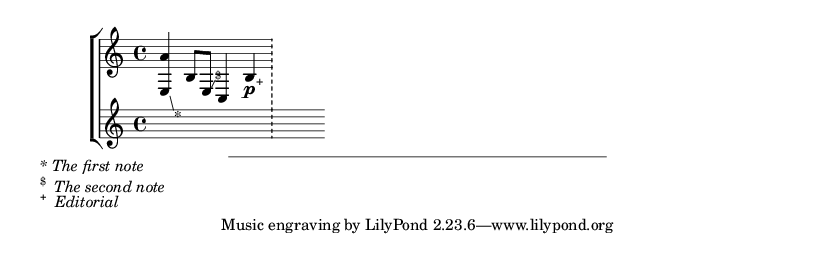 $
p
+
*
* The first note
$ The second note
+ Editorial
Music engraving by LilyPond 2.23.6—www.lilypond.org